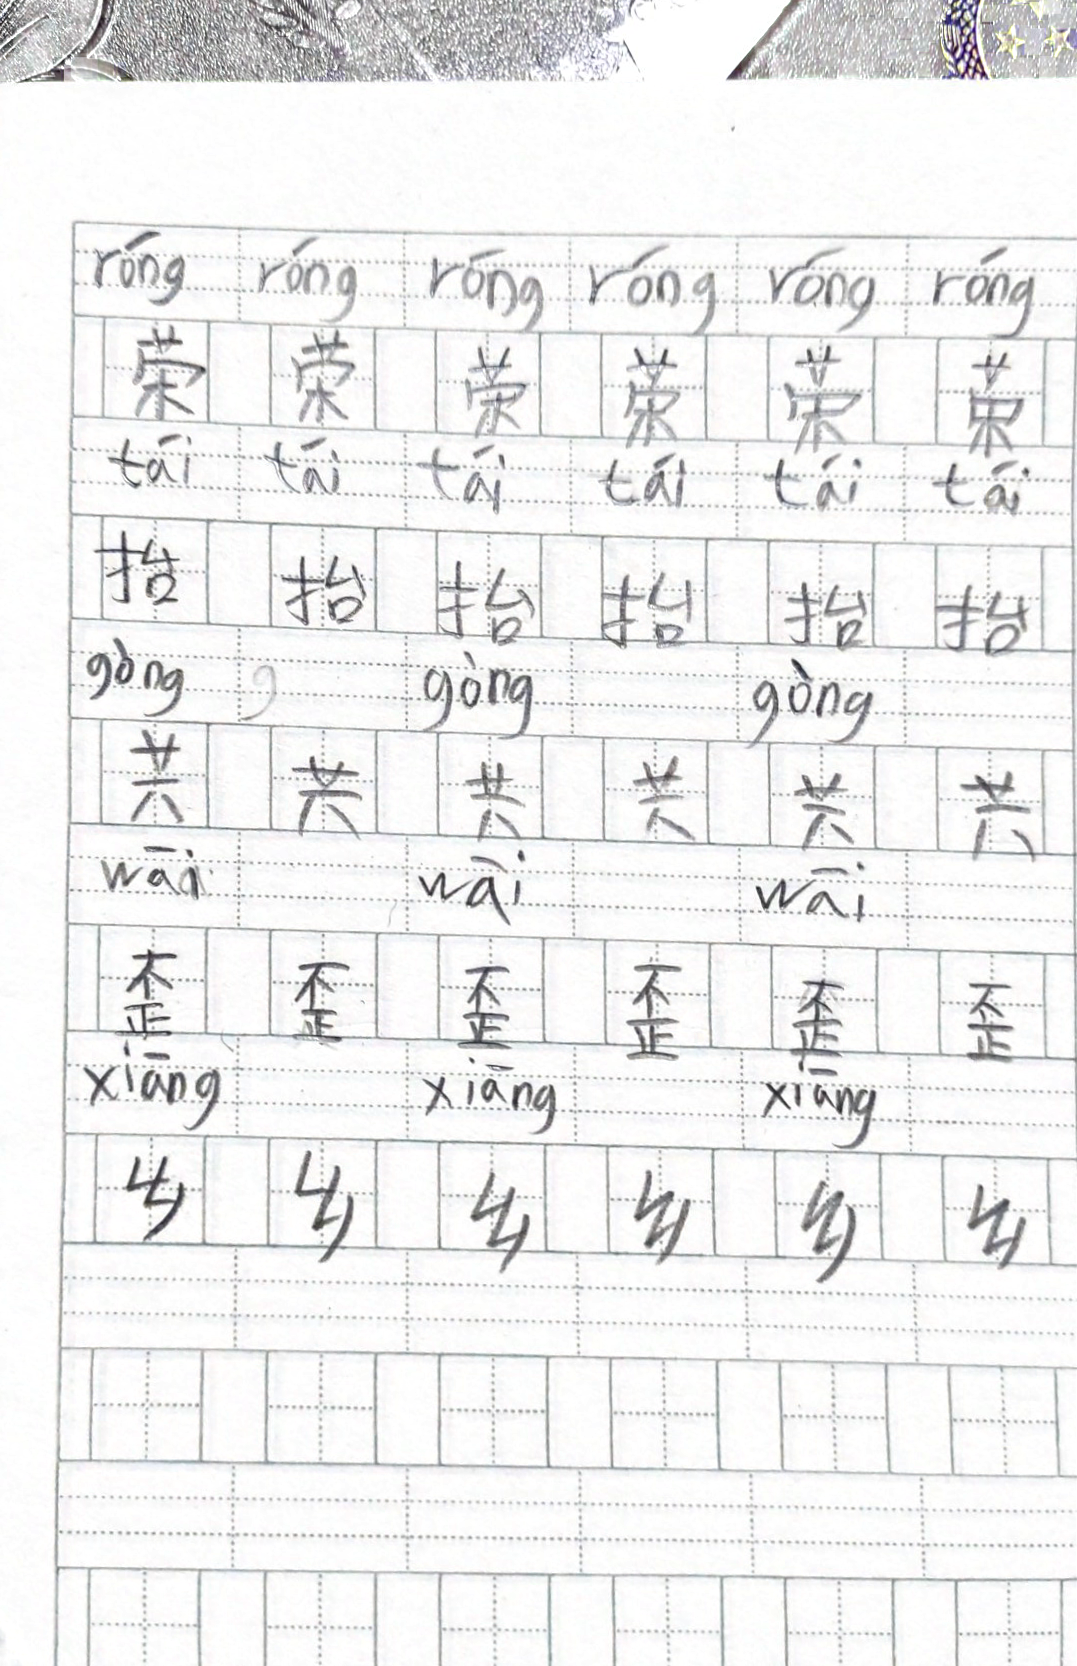 róng róng róng róng róng róng
荣 荣 荣 荣 荣 荣
tái tái tái tái tái tái
抬 抬 抬 抬 抬 抬
gòng g gòng gòng
共 共 共 共 共 共
wāi wāi wāi
歪 歪 歪 歪 歪 歪
xiāng xiāng xiāng
乡 乡 乡 乡 乡 乡